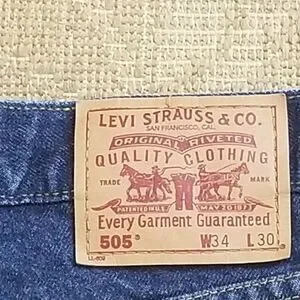 LEVI STRAUSS & CO.
SAN FRANCISCO, CAL.
ORIGINAL RIVETED
QUALITY CLOTHING
TRADE MARK
PATENTED IN U.S. MAY 20 1873
Every Garment Guaranteed
505® W34 L30